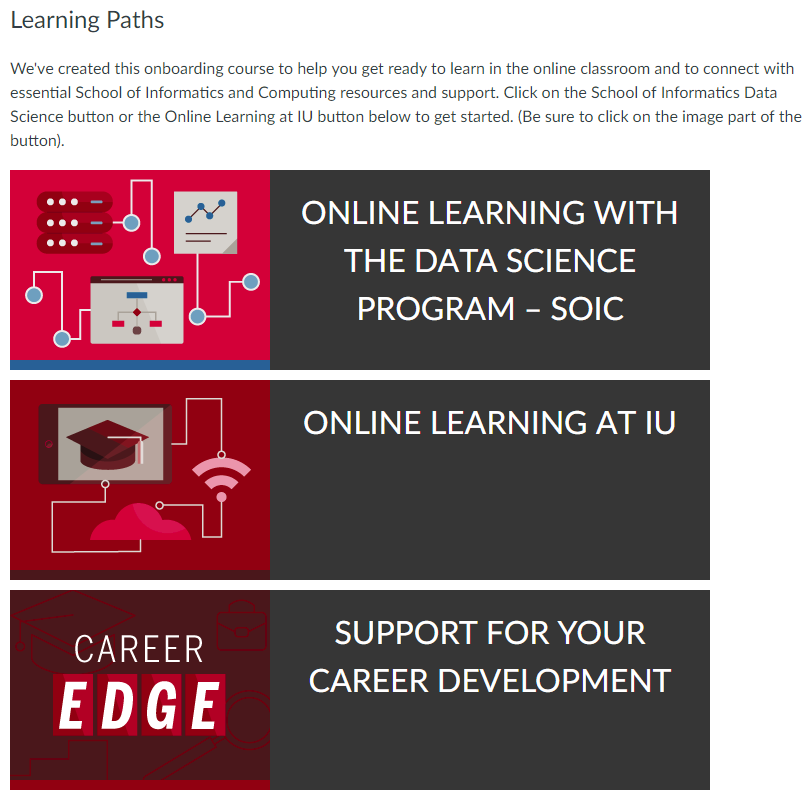 Learning Paths
We've created this onboarding course to help you get ready to learn in the online classroom and to connect with
essential School of Informatics and Computing resources and support. Click on the School of Informatics Data
Science button or the Online Learning at IU button below to get started. (Be sure to click on the image part of the
button).
ONLINE LEARNING WITH
THE DATA SCIENCE
PROGRAM – SOIC
ONLINE LEARNING AT IU
CAREER
EDGE
SUPPORT FOR YOUR
CAREER DEVELOPMENT